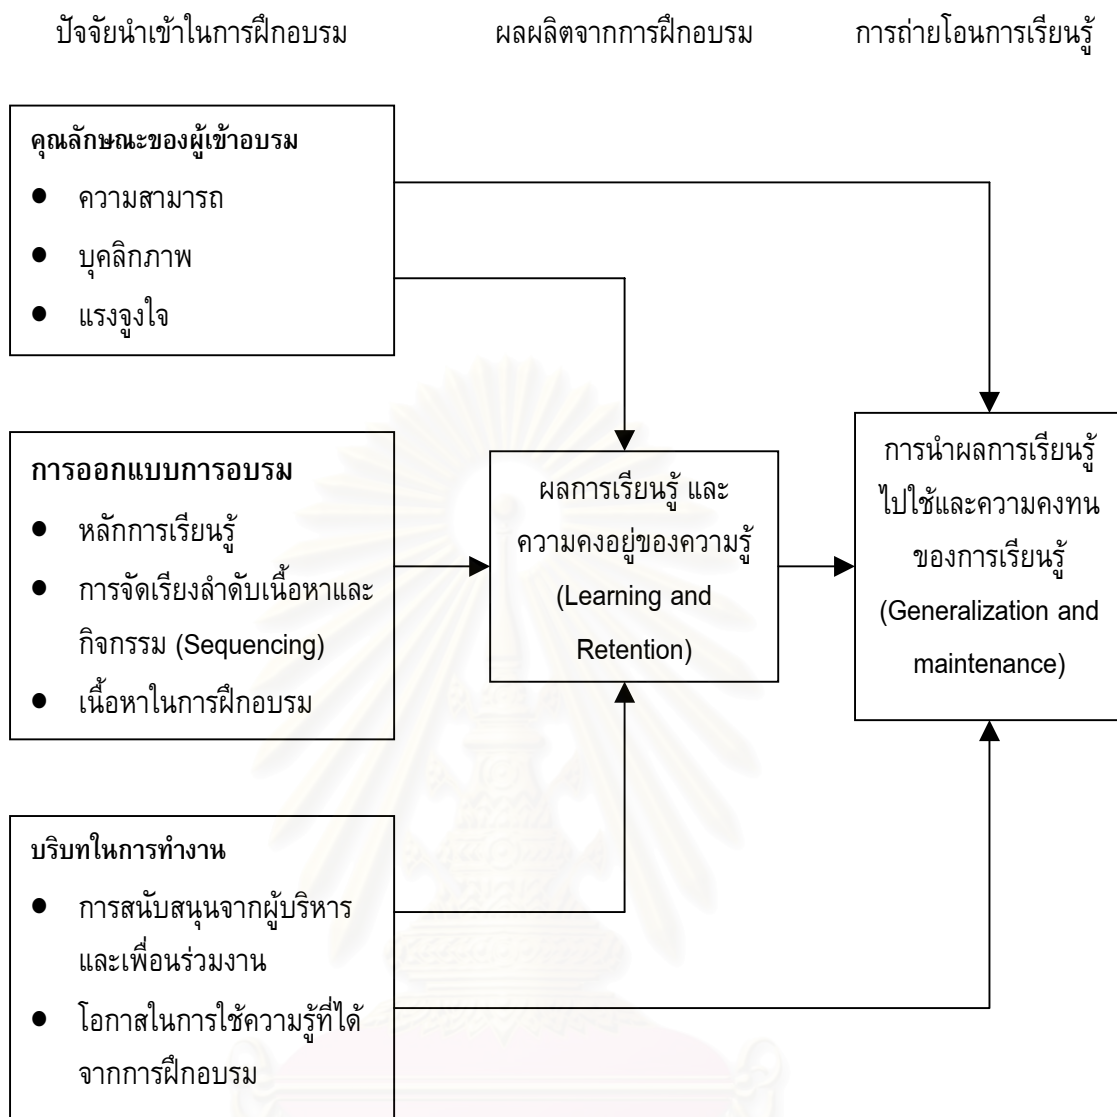 ปัจจัยนำเข้าในการฝึกอบรม
ผลผลิตจากการฝึกอบรม
การถ่ายโอนการเรียนรู้
คุณลักษณะของผู้เข้าอบรม
● ความสามารถ
● บุคลิกภาพ
● แรงจูงใจ
การออกแบบการอบรม
● หลักการเรียนรู้
● การจัดเรียงลำดับเนื้อหาและ
กิจกรรม (Sequencing)
● เนื้อหาในการฝึกอบรม
บริบทในการทำงาน
● การสนับสนุนจากผู้บริหาร
และเพื่อนร่วมงาน
● โอกาสในการใช้ความรู้ที่ได้
จากการฝึกอบรม
ผลการเรียนรู้ และ
ความคงอยู่ของความรู้
(Learning and
Retention)
การนำผลการเรียนรู้
ไปใช้และความคงทน
ของการเรียนรู้
(Generalization and
maintenance)